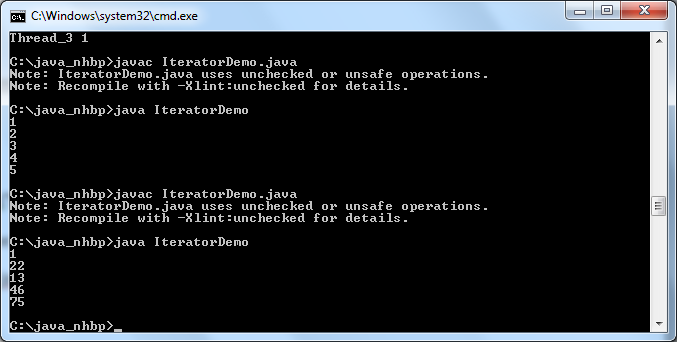 C:\Windows\system32\cmd.exe
Thread_3 1
C:\java_nhbp>javac IteratorDemo.java
Note: IteratorDemo.java uses unchecked or unsafe operations.
Note: Recompile with -Xlint:unchecked for details.
C:\java_nhbp>java IteratorDemo
1
2
3
4
5
C:\java_nhbp>javac IteratorDemo.java
Note: IteratorDemo.java uses unchecked or unsafe operations.
Note: Recompile with -Xlint:unchecked for details.
C:\java_nhbp>java IteratorDemo
1
22
13
46
75
C:\java_nhbp>_